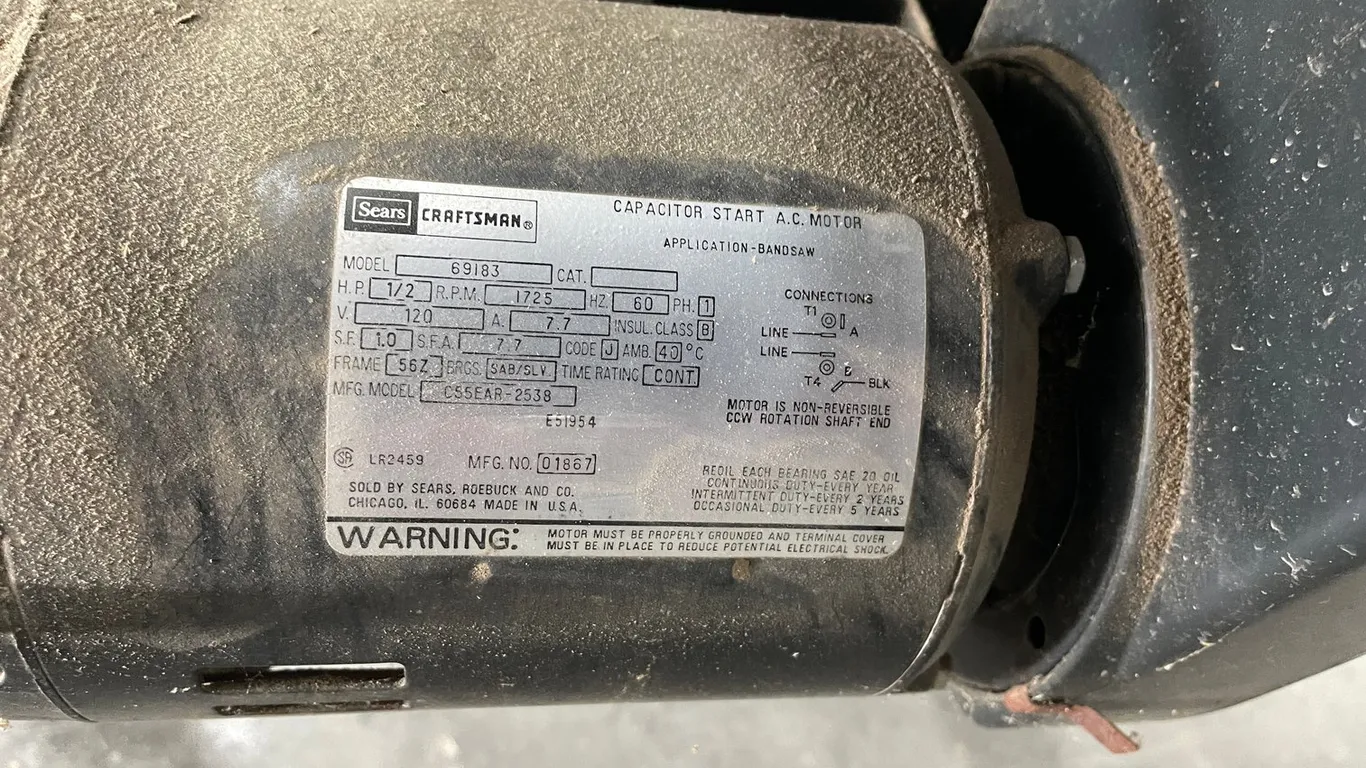 Sears CRAFTSMAN®
CAPACITOR START A.C. MOTOR
APPLICATION-BANDSAW
MODEL 69183 CAT.
H.P. 1/2 R.P.M. 1725 HZ 60 PH. 1
V. 120 A. 7.7 INSUL. CLASS B
S.F. 1.0 S.F.A. 7.7 CODE J AMB. 40 °C
FRAME 56Z BRGS. SAB/SLV. TIME RATING CONT.
MFG. MODEL C55EAR-2538
E51954
SA LR2459 MFG. NO. 01867
SOLD BY SEARS, ROEBUCK AND CO.
CHICAGO, IL. 60684 MADE IN U.S.A.
CONNECTIONS
T1
LINE A
LINE
B
T4 BLK
MOTOR IS NON-REVERSIBLE
CCW ROTATION SHAFT END
REOIL EACH BEARING SAE 20 OIL
CONTINUOUS DUTY-EVERY YEAR
INTERMITTENT DUTY-EVERY 2 YEARS
OCCASIONAL DUTY-EVERY 5 YEARS
WARNING: MOTOR MUST BE PROPERLY GROUNDED AND TERMINAL COVER
MUST BE IN PLACE TO REDUCE POTENTIAL ELECTRICAL SHOCK.